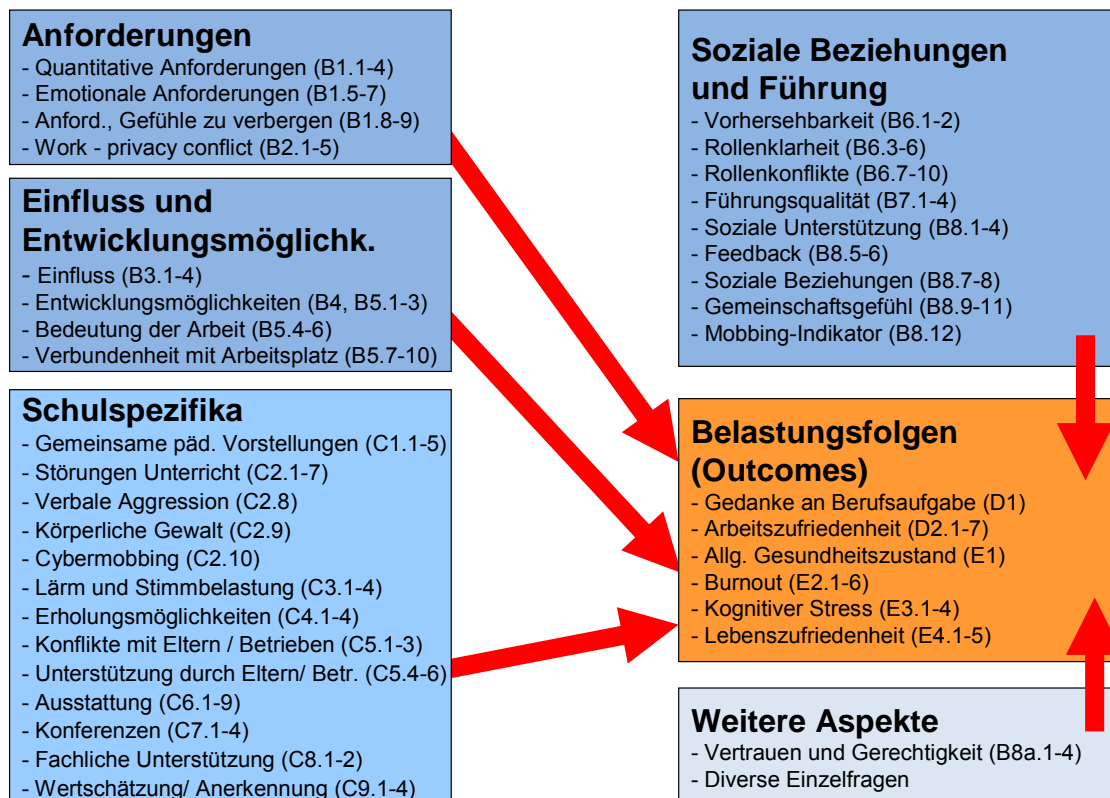 Anforderungen
- Quantitative Anforderungen (B1.1-4)
- Emotionale Anforderungen (B1.5-7)
- Anford., Gefühle zu verbergen (B1.8-9)
- Work - privacy conflict (B2.1-5)
Einfluss und
Entwicklungsmöglichk.
- Einfluss (B3.1-4)
- Entwicklungsmöglichkeiten (B4, B5.1-3)
- Bedeutung der Arbeit (B5.4-6)
- Verbundenheit mit Arbeitsplatz (B5.7-10)
Schulspezifika
- Gemeinsame päd. Vorstellungen (C1.1-5)
- Störungen Unterricht (C2.1-7)
- Verbale Aggression (C2.8)
- Körperliche Gewalt (C2.9)
- Cybermobbing (C2.10)
- Lärm und Stimmbelastung (C3.1-4)
- Erholungsmöglichkeiten (C4.1-4)
- Konflikte mit Eltern / Betrieben (C5.1-3)
- Unterstützung durch Eltern/ Betr. (C5.4-6)
- Ausstattung (C6.1-9)
- Konferenzen (C7.1-4)
- Fachliche Unterstützung (C8.1-2)
- Wertschätzung/ Anerkennung (C9.1-4)
Soziale Beziehungen
und Führung
- Vorhersehbarkeit (B6.1-2)
- Rollenklarheit (B6.3-6)
- Rollenkonflikte (B6.7-10)
- Führungsqualität (B7.1-4)
- Soziale Unterstützung (B8.1-4)
- Feedback (B8.5-6)
- Soziale Beziehungen (B8.7-8)
- Gemeinschaftsgefühl (B8.9-11)
- Mobbing-Indikator (B8.12)
Belastungsfolgen
(Outcomes)
- Gedanke an Berufsaufgabe (D1)
- Arbeitszufriedenheit (D2.1-7)
- Allg. Gesundheitszustand (E1)
- Burnout (E2.1-6)
- Kognitiver Stress (E3.1-4)
- Lebenszufriedenheit (E4.1-5)
Weitere Aspekte
- Vertrauen und Gerechtigkeit (B8a.1-4)
- Diverse Einzelfragen